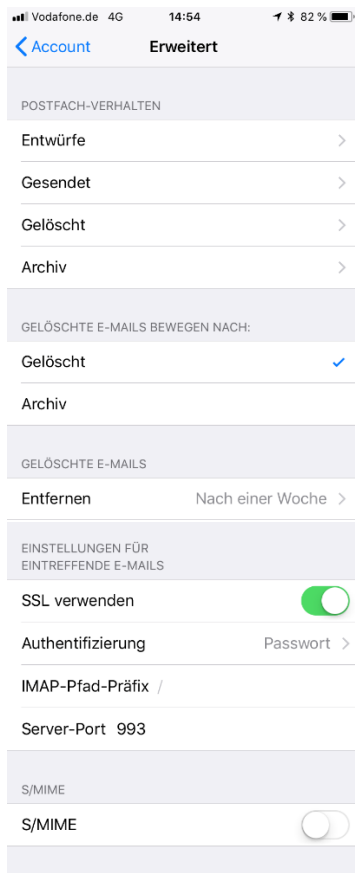 Vodafone.de 4G 14:54 82 %
Account Erweitert
POSTFACH-VERHALTEN
Entwürfe
Gesendet
Gelöscht
Archiv
GELÖSCHTE E-MAILS BEWEGEN NACH:
Gelöscht
Archiv
GELÖSCHTE E-MAILS
Entfernen Nach einer Woche
EINSTELLUNGEN FÜR
EINTREFFENDE E-MAILS
SSL verwenden
Authentifizierung Passwort
IMAP-Pfad-Präfix /
Server-Port 993
S/MIME
S/MIME